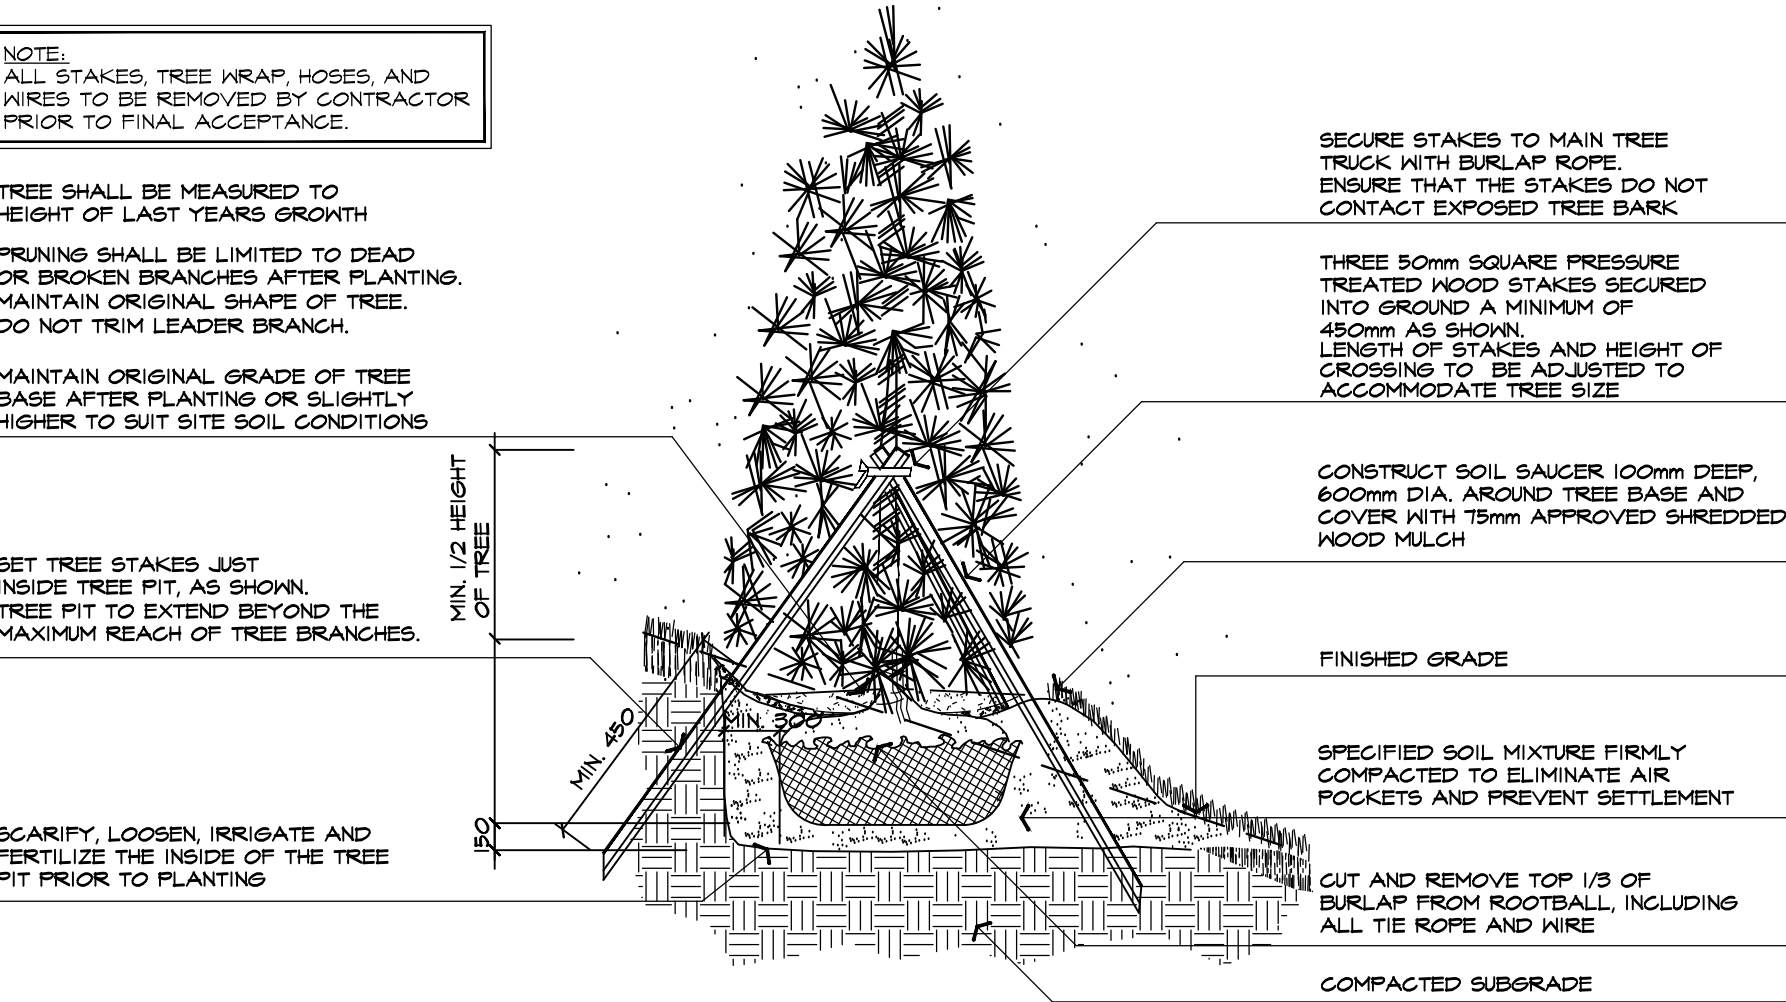 NOTE:
ALL STAKES, TREE WRAP, HOSES, AND
WIRES TO BE REMOVED BY CONTRACTOR
PRIOR TO FINAL ACCEPTANCE.
TREE SHALL BE MEASURED TO
HEIGHT OF LAST YEARS GROWTH
PRUNING SHALL BE LIMITED TO DEAD
OR BROKEN BRANCHES AFTER PLANTING.
MAINTAIN ORIGINAL SHAPE OF TREE.
DO NOT TRIM LEADER BRANCH.
MAINTAIN ORIGINAL GRADE OF TREE
BASE AFTER PLANTING OR SLIGHTLY
HIGHER TO SUIT SITE SOIL CONDITIONS
SET TREE STAKES JUST
INSIDE TREE PIT, AS SHOWN.
TREE PIT TO EXTEND BEYOND THE
MAXIMUM REACH OF TREE BRANCHES.
SCARIFY, LOOSEN, IRRIGATE AND
FERTILIZE THE INSIDE OF THE TREE
PIT PRIOR TO PLANTING
MIN. 1/2 HEIGHT
OF TREE
MIN. 450
MIN. 300
150
SECURE STAKES TO MAIN TREE
TRUCK WITH BURLAP ROPE.
ENSURE THAT THE STAKES DO NOT
CONTACT EXPOSED TREE BARK
THREE 50mm SQUARE PRESSURE
TREATED WOOD STAKES SECURED
INTO GROUND A MINIMUM OF
450mm AS SHOWN.
LENGTH OF STAKES AND HEIGHT OF
CROSSING TO BE ADJUSTED TO
ACCOMMODATE TREE SIZE
CONSTRUCT SOIL SAUCER 100mm DEEP,
600mm DIA. AROUND TREE BASE AND
COVER WITH 75mm APPROVED SHREDDED
WOOD MULCH
FINISHED GRADE
SPECIFIED SOIL MIXTURE FIRMLY
COMPACTED TO ELIMINATE AIR
POCKETS AND PREVENT SETTLEMENT
CUT AND REMOVE TOP 1/3 OF
BURLAP FROM ROOTBALL, INCLUDING
ALL TIE ROPE AND WIRE
COMPACTED SUBGRADE